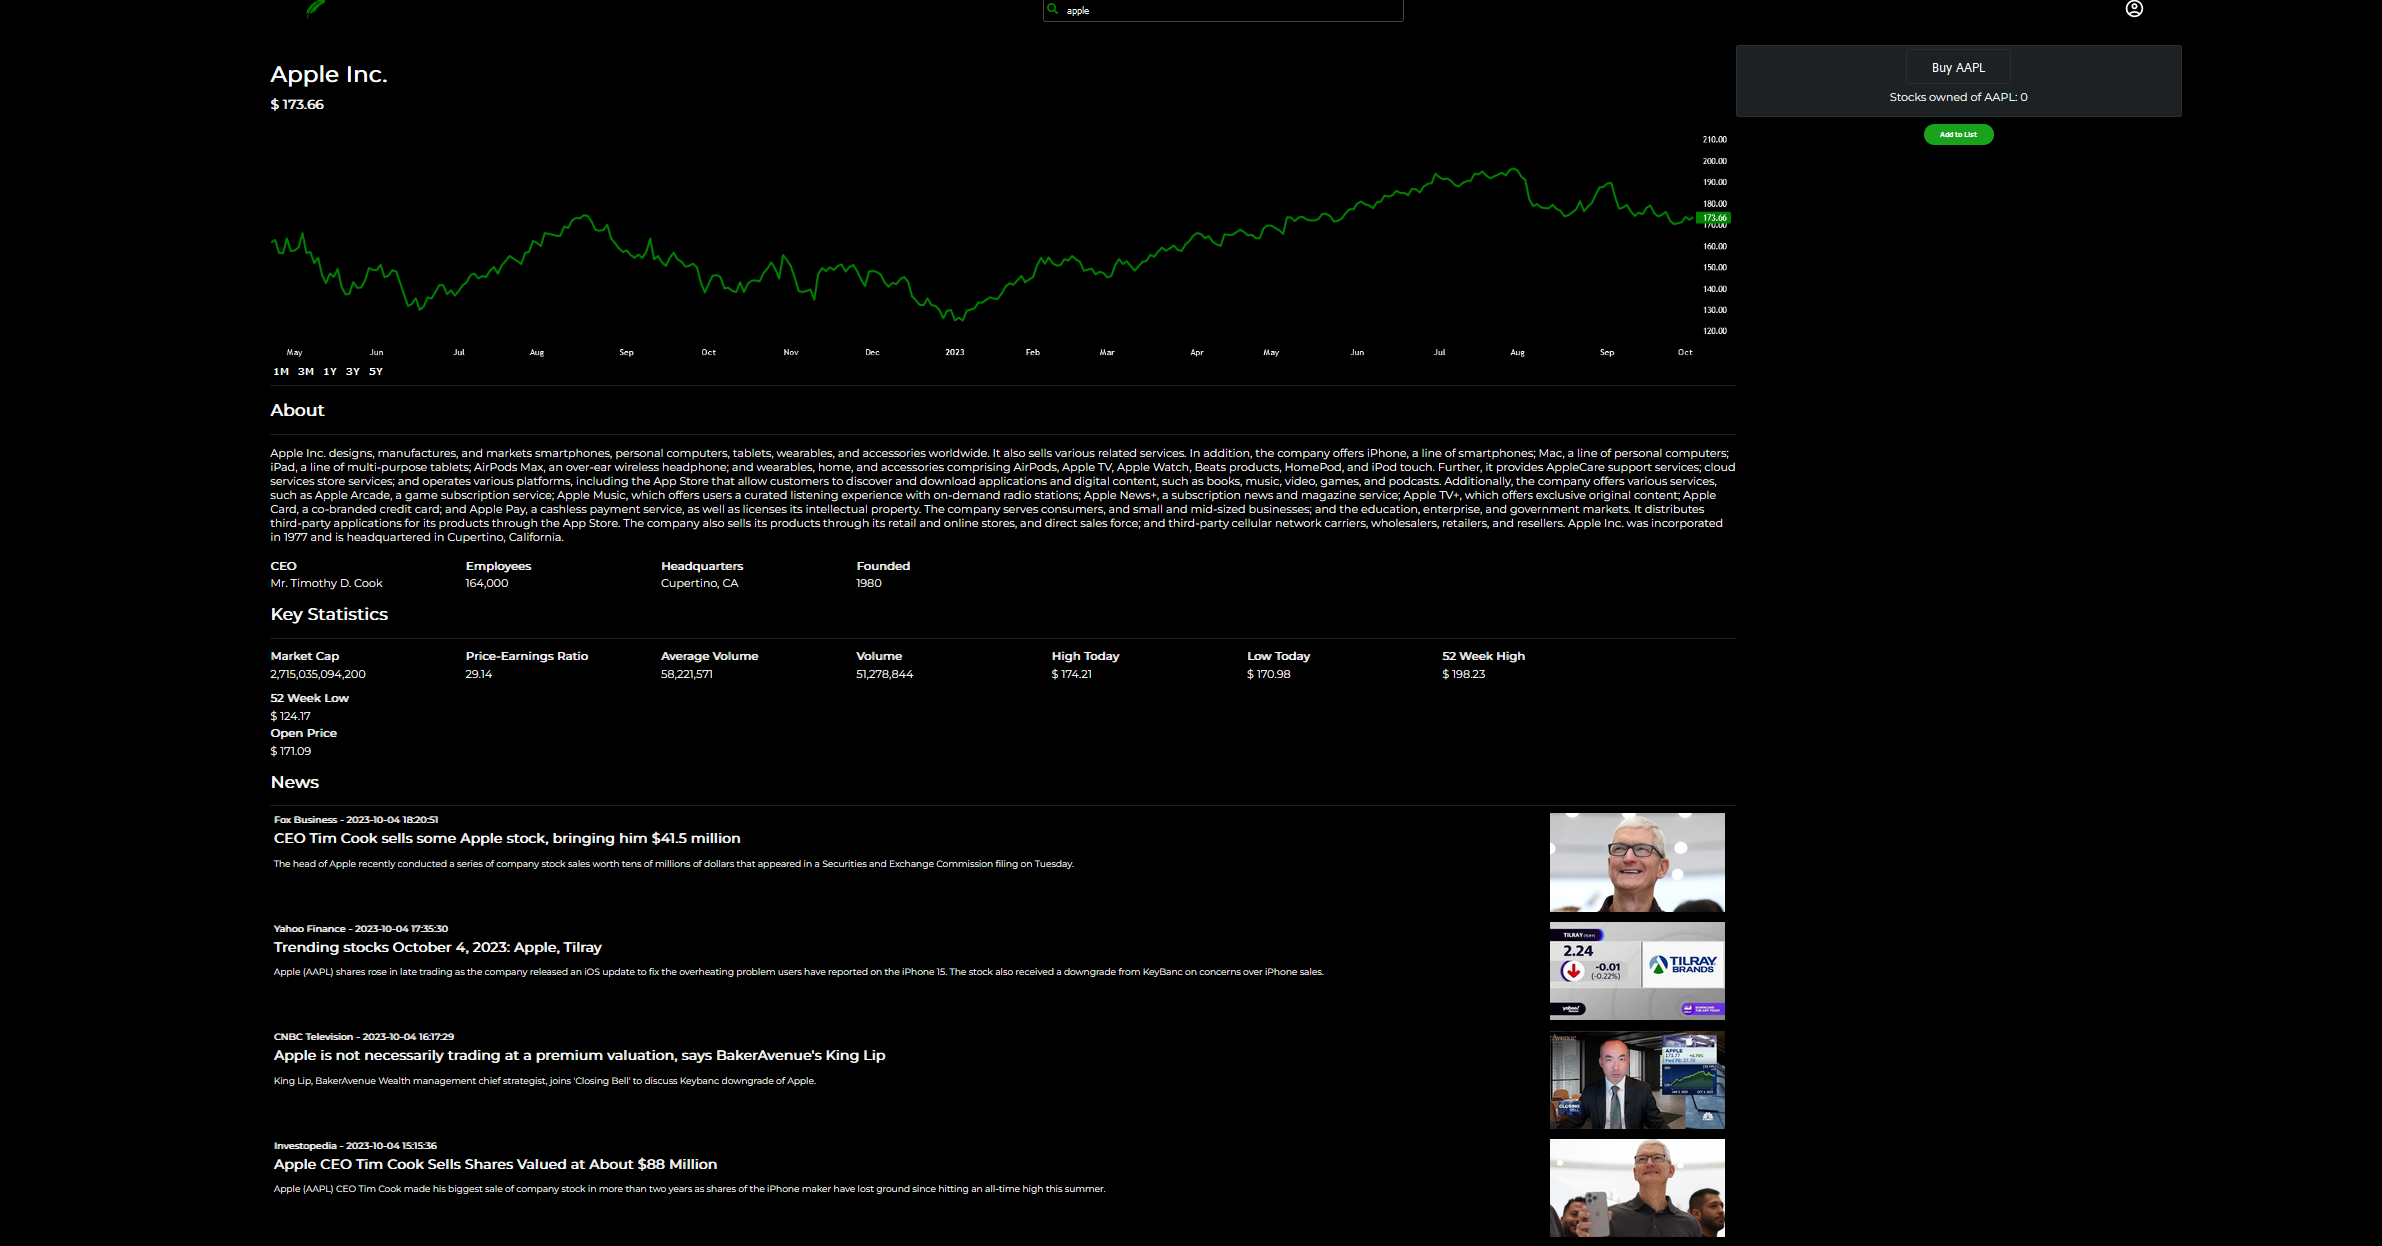 apple
Apple Inc.
$ 173.66
Buy AAPL
Stocks owned of AAPL: 0
Add to List
210.00
200.00
190.00
180.00
173.66
170.00
160.00
150.00
140.00
130.00
120.00
May Jun Jul Aug Sep Oct Nov Dec 2023 Feb Mar Apr May Jun Jul Aug Sep Oct
1M 3M 1Y 3Y 5Y
About
Apple Inc. designs, manufactures, and markets smartphones, personal computers, tablets, wearables, and accessories worldwide. It also sells various related services. In addition, the company offers iPhone, a line of smartphones; Mac, a line of personal computers;
iPad, a line of multi-purpose tablets; AirPods Max, an over-ear wireless headphone; and wearables, home, and accessories comprising AirPods, Apple TV, Apple Watch, Beats products, HomePod, and iPod touch. Further, it provides AppleCare support services; cloud
services store services; and operates various platforms, including the App Store that allow customers to discover and download applications and digital content, such as books, music, video, games, and podcasts. Additionally, the company offers various services,
such as Apple Arcade, a game subscription service; Apple Music, which offers users a curated listening experience with on-demand radio stations; Apple News+, a subscription news and magazine service; Apple TV+, which offers exclusive original content; Apple
Card, a co-branded credit card; and Apple Pay, a cashless payment service, as well as licenses its intellectual property. The company serves consumers, and small and mid-sized businesses; and the education, enterprise, and government markets. It distributes
third-party applications for its products through the App Store. The company also sells its products through its retail and online stores, and direct sales force; and third-party cellular network carriers, wholesalers, retailers, and resellers. Apple Inc. was incorporated
in 1977 and is headquartered in Cupertino, California.
CEO Employees Headquarters Founded
Mr. Timothy D. Cook 164,000 Cupertino, CA 1980
Key Statistics
Market Cap Price-Earnings Ratio Average Volume Volume High Today Low Today 52 Week High
2,715,035,094,200 29.14 58,221,571 51,278,844 $ 174.21 $ 170.98 $ 198.23
52 Week Low
$ 124.17
Open Price
$ 171.09
News
Fox Business - 2023-10-04 18:20:51
CEO Tim Cook sells some Apple stock, bringing him $41.5 million
The head of Apple recently conducted a series of company stock sales worth tens of millions of dollars that appeared in a Securities and Exchange Commission filing on Tuesday.
Yahoo Finance - 2023-10-04 17:35:30
Trending stocks October 4, 2023: Apple, Tilray
Apple (AAPL) shares rose in late trading as the company released an iOS update to fix the overheating problem users have reported on the iPhone 15. The stock also received a downgrade from KeyBanc on concerns over iPhone sales.
TILRAY
2.24
-0.01
(-0.22%)
TILRAY
BRANDS
yahoo!
finance
CNBC Television - 2023-10-04 16:17:29
Apple is not necessarily trading at a premium valuation, says BakerAvenue's King Lip
King Lip, BakerAvenue Wealth management chief strategist, joins 'Closing Bell' to discuss Keybanc downgrade of Apple.
APPLE
173.77 +0.79%
CLOSING
BELL
Investopedia - 2023-10-04 15:15:36
Apple CEO Tim Cook Sells Shares Valued at About $88 Million
Apple (AAPL) CEO Tim Cook made his biggest sale of company stock in more than two years as shares of the iPhone maker have lost ground since hitting an all-time high this summer.